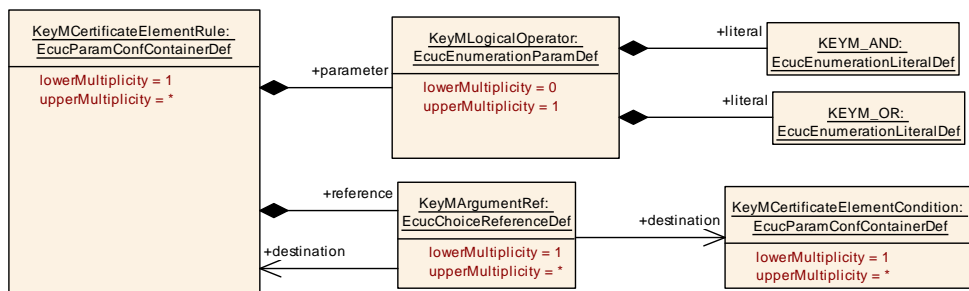 KeyMCertificateElementRule:
EcucParamConfContainerDef
lowerMultiplicity = 1
upperMultiplicity = *
+parameter
KeyMLogicalOperator:
EcucEnumerationParamDef
lowerMultiplicity = 0
upperMultiplicity = 1
+literal
KEYM_AND:
EcucEnumerationLiteralDef
+literal
KEYM_OR:
EcucEnumerationLiteralDef
+reference
KeyMArgumentRef:
EcucChoiceReferenceDef
lowerMultiplicity = 1
upperMultiplicity = *
+destination
+destination
KeyMCertificateElementCondition:
EcucParamConfContainerDef
lowerMultiplicity = 1
upperMultiplicity = *